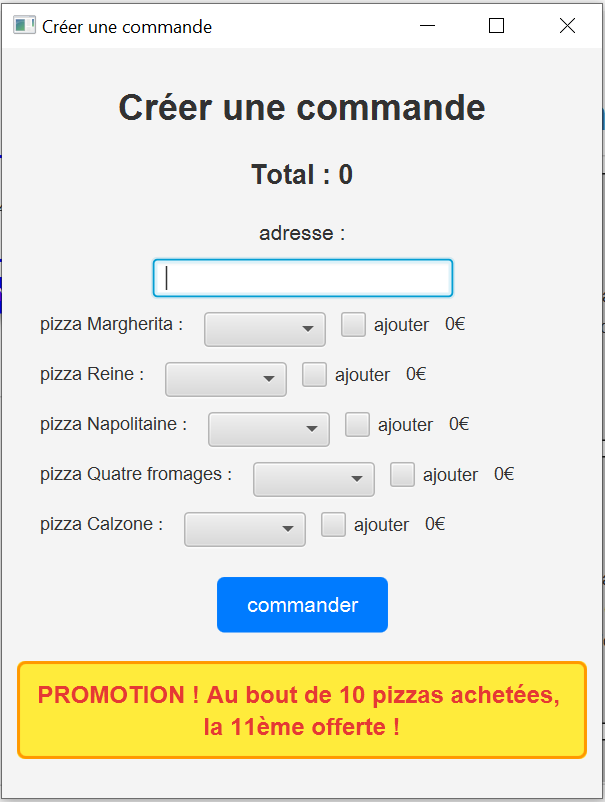 Créer une commande
Créer une commande
Total : 0
adresse :
pizza Margherita : ajouter 0€
pizza Reine : ajouter 0€
pizza Napolitaine : ajouter 0€
pizza Quatre fromages : ajouter 0€
pizza Calzone : ajouter 0€
commander
PROMOTION ! Au bout de 10 pizzas achetées,
la 11ème offerte !